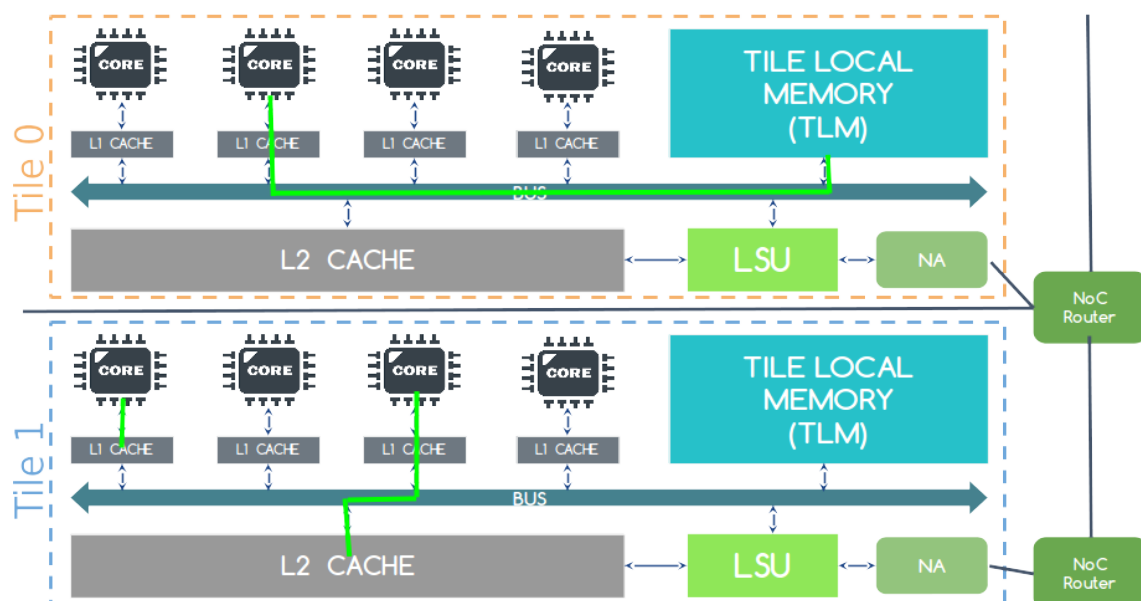 Tile 0
CORE
CORE
CORE
CORE
TILE LOCAL
MEMORY
(TLM)
L1 CACHE
L1 CACHE
L1 CACHE
L1 CACHE
BUS
L2 CACHE
LSU
NA
NoC
Router
Tile 1
CORE
CORE
CORE
CORE
TILE LOCAL
MEMORY
(TLM)
L1 CACHE
L1 CACHE
L1 CACHE
L1 CACHE
BUS
L2 CACHE
LSU
NA
NoC
Router